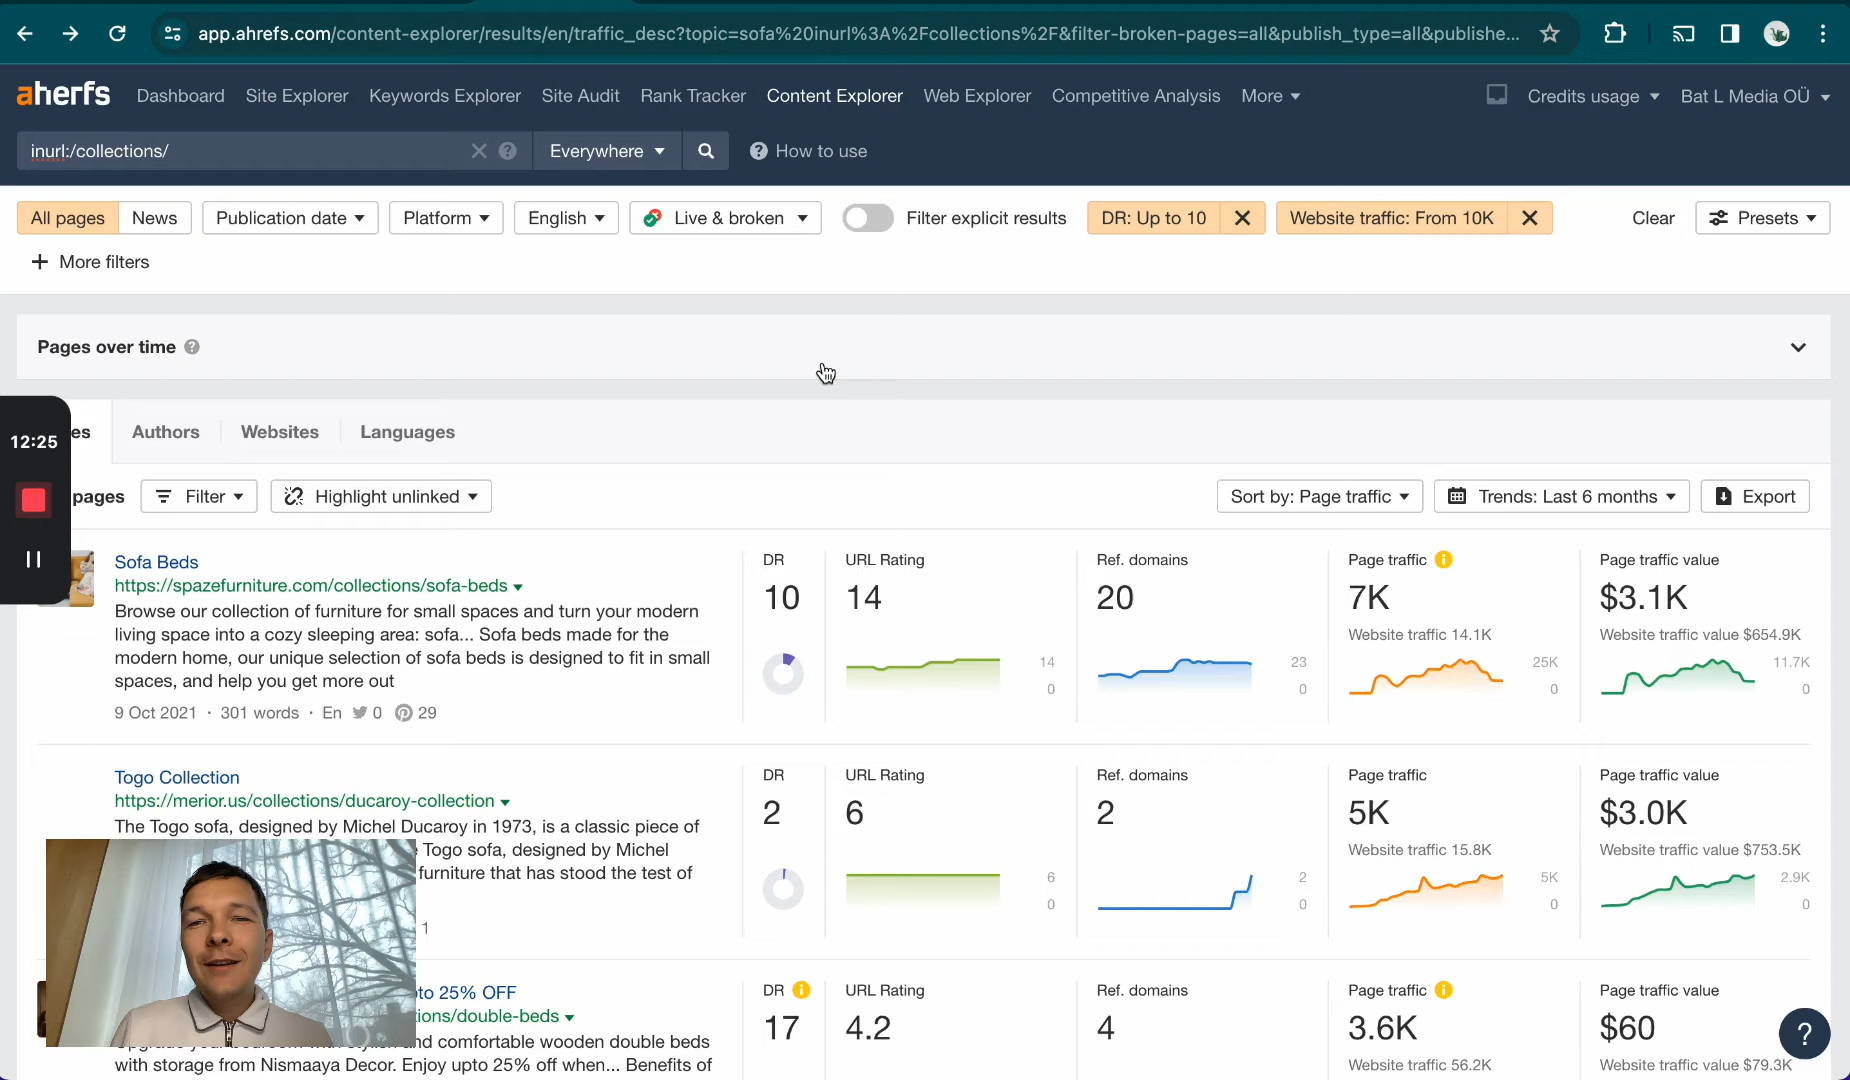 app.ahrefs.com/content-explorer/results/en/traffic_desc?topic=sofa%20inurl%3A%2Fcollections%2F&filter-broken-pages=all&publish_type=all&publishe...
aherfs Dashboard Site Explorer Keywords Explorer Site Audit Rank Tracker Content Explorer Web Explorer Competitive Analysis More Credits usage Bat L Media OÜ
inurl:/collections/ Everywhere How to use
All pages News Publication date Platform English Live & broken Filter explicit results DR: Up to 10 Website traffic: From 10K Clear Presets
More filters
Pages over time
es Authors Websites Languages
12:25
pages Filter Highlight unlinked Sort by: Page traffic Trends: Last 6 months Export
Sofa Beds
https://spazefurniture.com/collections/sofa-beds
Browse our collection of furniture for small spaces and turn your modern
living space into a cozy sleeping area: sofa... Sofa beds made for the
modern home, our unique selection of sofa beds is designed to fit in small
spaces, and help you get more out
9 Oct 2021 · 301 words · En 0 29
DR URL Rating Ref. domains Page traffic Page traffic value
10 14 20 7K $3.1K
Website traffic 14.1K Website traffic value $654.9K
14 23 25K 11.7K
0 0 0 0
Togo Collection
https://merior.us/collections/ducaroy-collection
The Togo sofa, designed by Michel Ducaroy in 1973, is a classic piece of
Togo sofa, designed by Michel
furniture that has stood the test of
1
DR URL Rating Ref. domains Page traffic Page traffic value
2 6 2 5K $3.0K
Website traffic 15.8K Website traffic value $753.5K
6 2 5K 2.9K
0 0 0 0
to 25% OFF
ions/double-beds
nd comfortable wooden double beds
with storage from Nismaaya Decor. Enjoy upto 25% off when... Benefits of
DR URL Rating Ref. domains Page traffic Page traffic value
17 4.2 4 3.6K $60
Website traffic 56.2K Website traffic value $79.3K